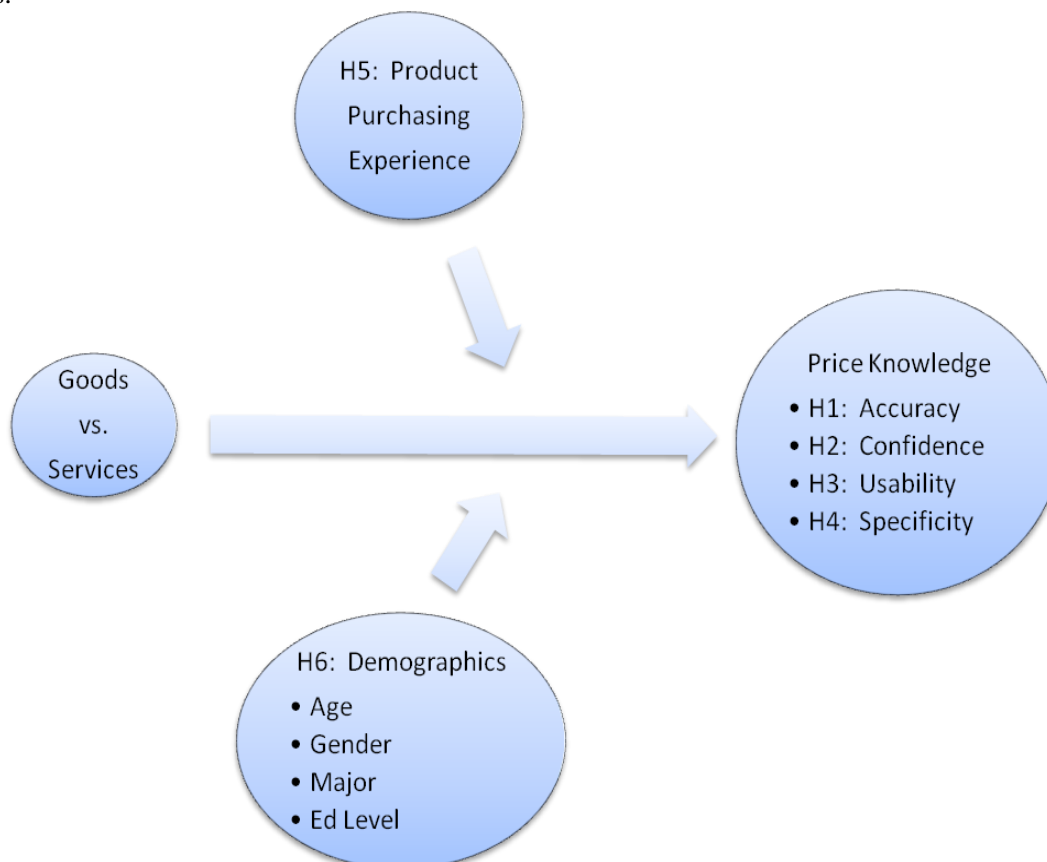 H5: Product
Purchasing
Experience
Goods
vs.
Services
Price Knowledge
• H1: Accuracy
• H2: Confidence
• H3: Usability
• H4: Specificity
H6: Demographics
• Age
• Gender
• Major
• Ed Level